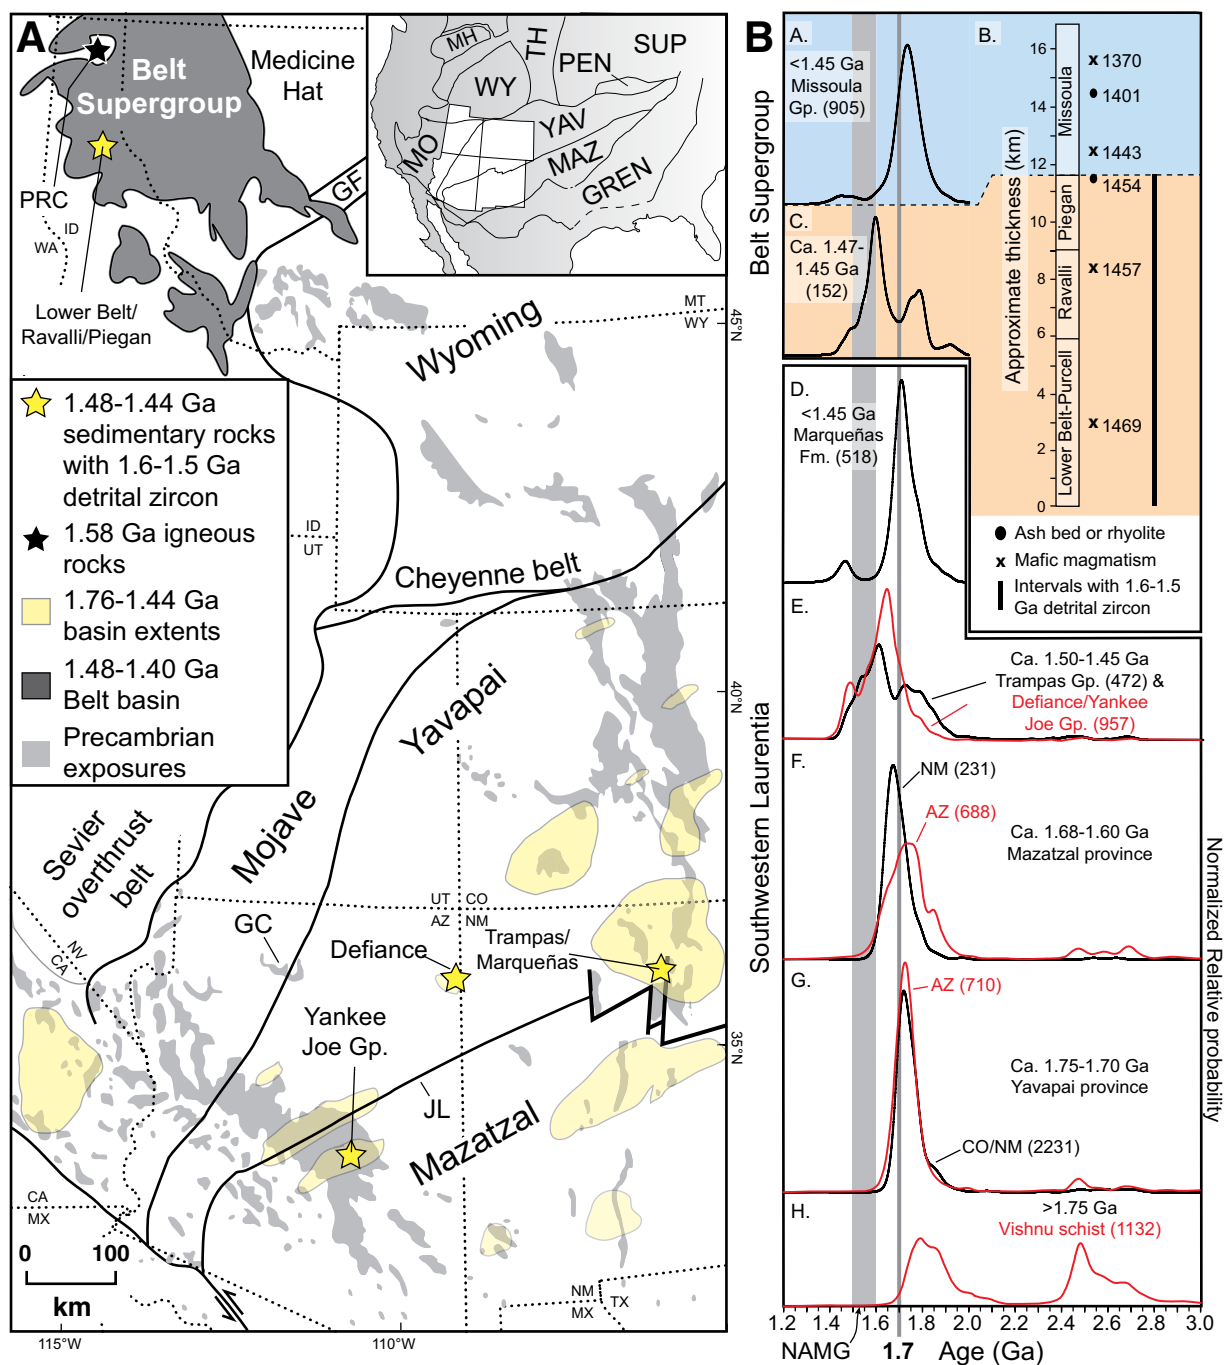 A
Belt
Supergroup
Medicine
Hat
PRC
ID
WA
GF
Lower Belt/
Ravalli/Piegan
MH
TH
SUP
PEN
WY
YAV
MO
MAZ
GREN
MT
WY
45°N
Wyoming
1.48-1.44 Ga
sedimentary rocks
with 1.6-1.5 Ga
detrital zircon
1.58 Ga igneous
rocks
1.76-1.44 Ga
basin extents
1.48-1.40 Ga
Belt basin
Precambrian
exposures
ID
UT
Cheyenne belt
Yavapai
40°N
Mojave
Sevier
overthrust
belt
UT
CO
AZ
NM
NV
CA
GC
Defiance
Trampas/
Marqueñas
Yankee
Joe Gp.
35°N
JL
Mazatzal
CA
MX
0
100
km
NM
MX
TX
115°W
110°W
B
Belt Supergroup
A.
<1.45 Ga
Missoula
Gp. (905)
B.
Approximate thickness (km)
16
14
12
10
8
6
4
2
0
Missoula
Piegan
Ravalli
Lower Belt-Purcell
x 1370
1401
x 1443
1454
x 1457
x 1469
C.
Ca. 1.47-
1.45 Ga
(152)
Ash bed or rhyolite
x Mafic magmatism
Intervals with 1.6-1.5
Ga detrital zircon
Southwestern Laurentia
D.
<1.45 Ga
Marqueñas
Fm. (518)
E.
Ca. 1.50-1.45 Ga
Trampas Gp. (472) &
Defiance/Yankee
Joe Gp. (957)
F.
NM (231)
AZ (688)
Ca. 1.68-1.60 Ga
Mazatzal province
G.
AZ (710)
Ca. 1.75-1.70 Ga
Yavapai province
CO/NM (2231)
H.
>1.75 Ga
Vishnu schist (1132)
Normalized Relative probability
1.2 1.4 1.6 1.8 2.0 2.2 2.4 2.6 2.8 3.0
NAMG 1.7 Age (Ga)